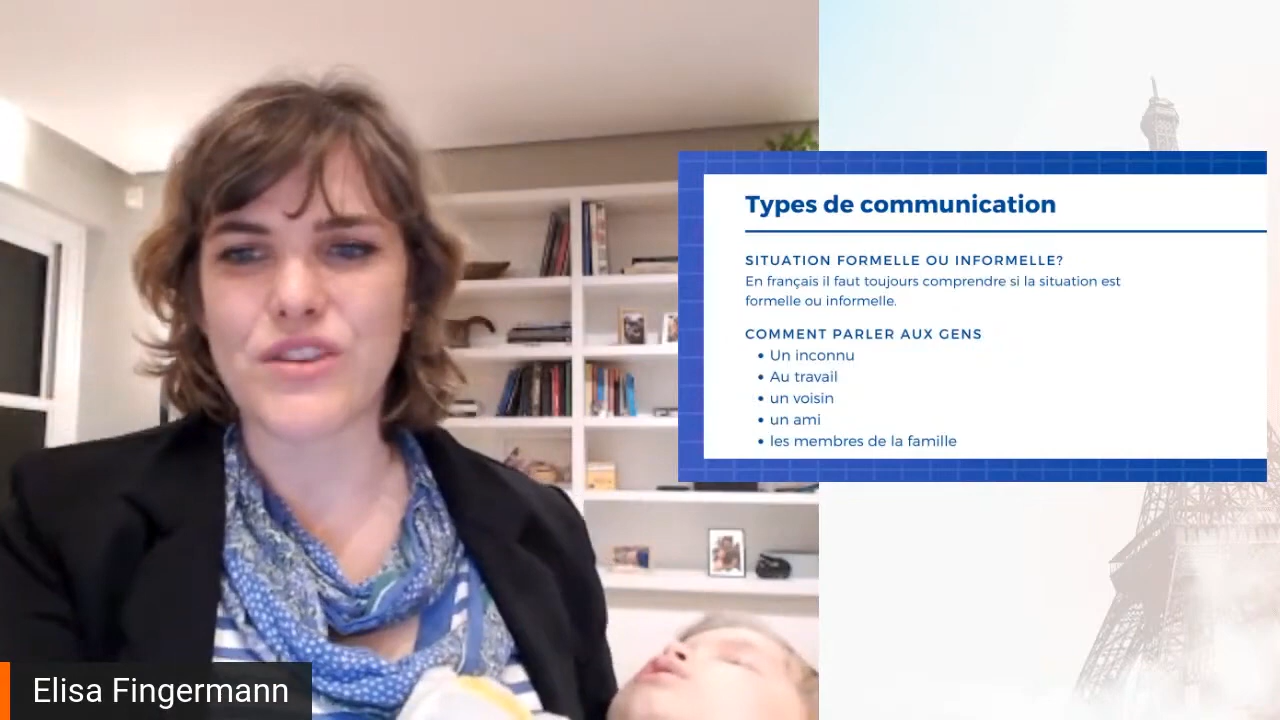 Types de communication
SITUATION FORMELLE OU INFORMELLE?
En français il faut toujours comprendre si la situation est
formelle ou informelle.
COMMENT PARLER AUX GENS
• Un inconnu
• Au travail
• un voisin
• un ami
• les membres de la famille
Elisa Fingermann